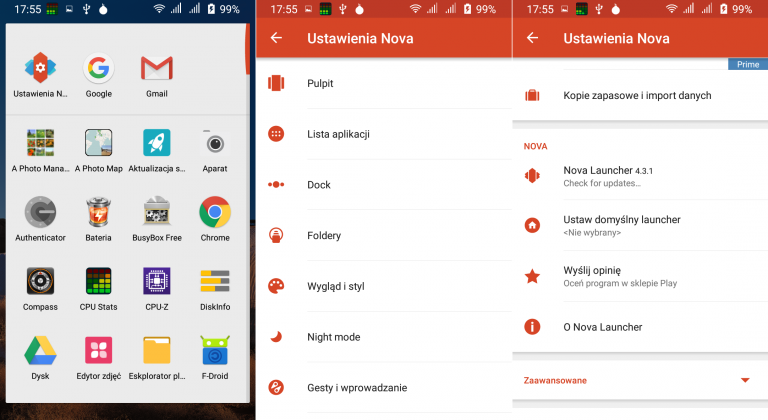 17:55 99%
Ustawienia N... Google Gmail
A Photo Mana... A Photo Map Aktualizacja s... Aparat
Authenticator Bateria BusyBox Free Chrome
Compass CPU Stats CPU-Z DiskInfo
Dysk Edytor zdjęć Eskplorator pl... F-Droid
17:55 99%
Ustawienia Nova
Pulpit
Lista aplikacji
Dock
Foldery
Wygląd i styl
Night mode
Gesty i wprowadzanie
17:55 99%
Ustawienia Nova
Prime
Kopie zapasowe i import danych
NOVA
Nova Launcher 4.3.1
Check for updates...
Ustaw domyślny launcher
<Nie wybrany>
Wyślij opinię
Oceń program w sklepie Play
O Nova Launcher
Zaawansowane